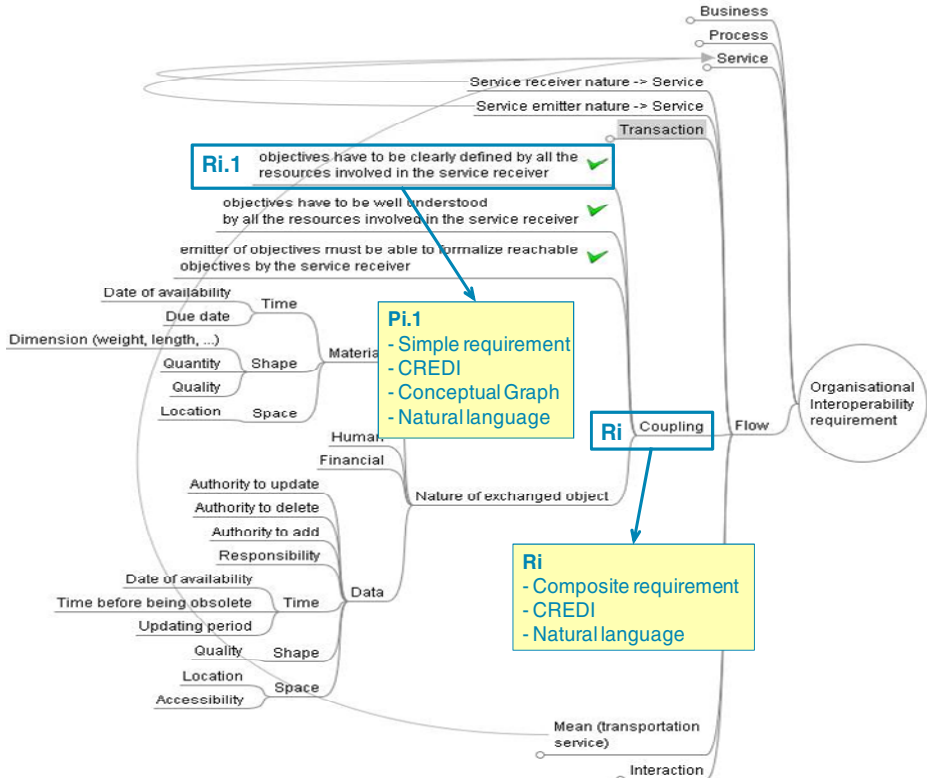 Business
Process
Service
Service receiver nature -> Service
Service emitter nature -> Service
Transaction
Ri.1
objectives have to be clearly defined by all the
resources involved in the service receiver
objectives have to be well understood
by all the resources involved in the service receiver
emitter of objectives must be able to formalize reachable
objectives by the service receiver
Date of availability
Time
Due date
Dimension (weight, length, ...)
Quantity
Shape
Quality
Location
Space
Materia
Pi.1
- Simple requirement
- CREDI
- Conceptual Graph
- Natural language
Organisational
Interoperability
requirement
Ri
Coupling
Flow
Human
Financial
Nature of exchanged object
Authority to update
Authority to delete
Authority to add
Responsibility
Data
Date of availability
Time before being obsolete
Time
Updating period
Quality
Shape
Location
Space
Accessibility
Ri
- Composite requirement
- CREDI
- Natural language
Mean (transportation
service)
Interaction